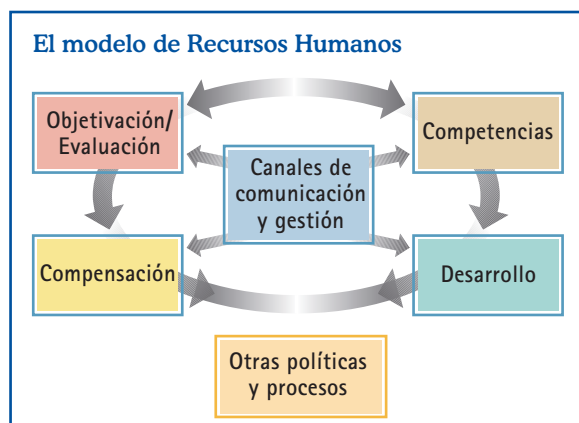 El modelo de Recursos Humanos
Objetivación/
Evaluación
Competencias
Canales de
comunicación
y gestión
Compensación
Desarrollo
Otras políticas
y procesos